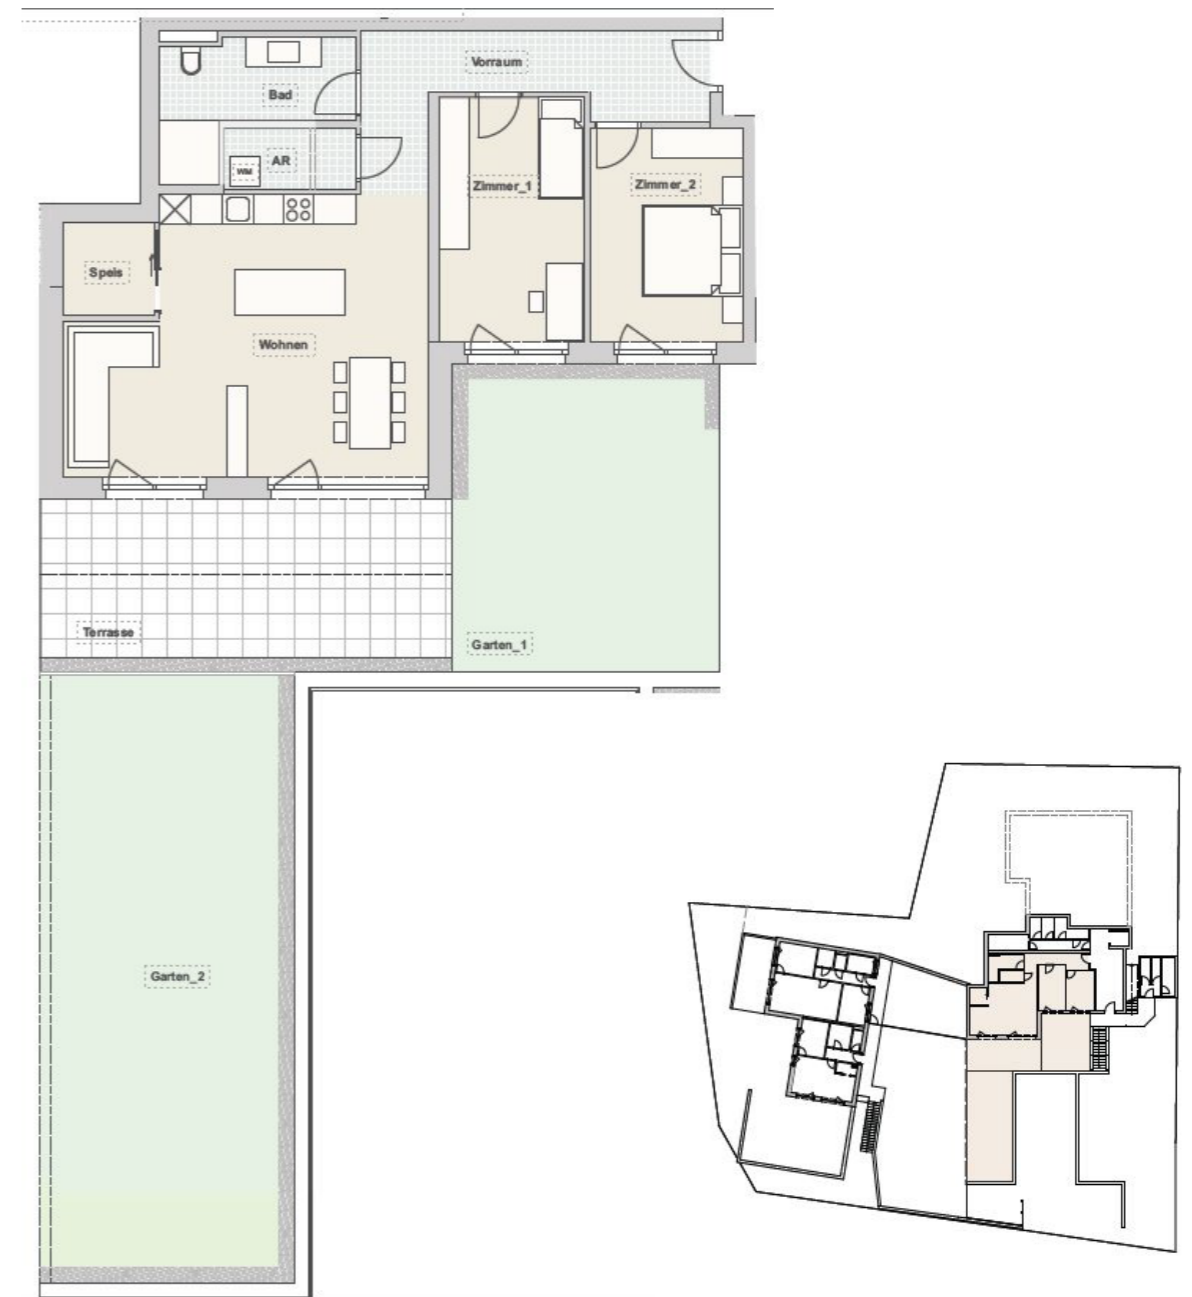 Vorraum
Bad
AR
WM
Zimmer_1
Zimmer_2
Speis
Wohnen
Terrasse
Garten_1
Garten_2